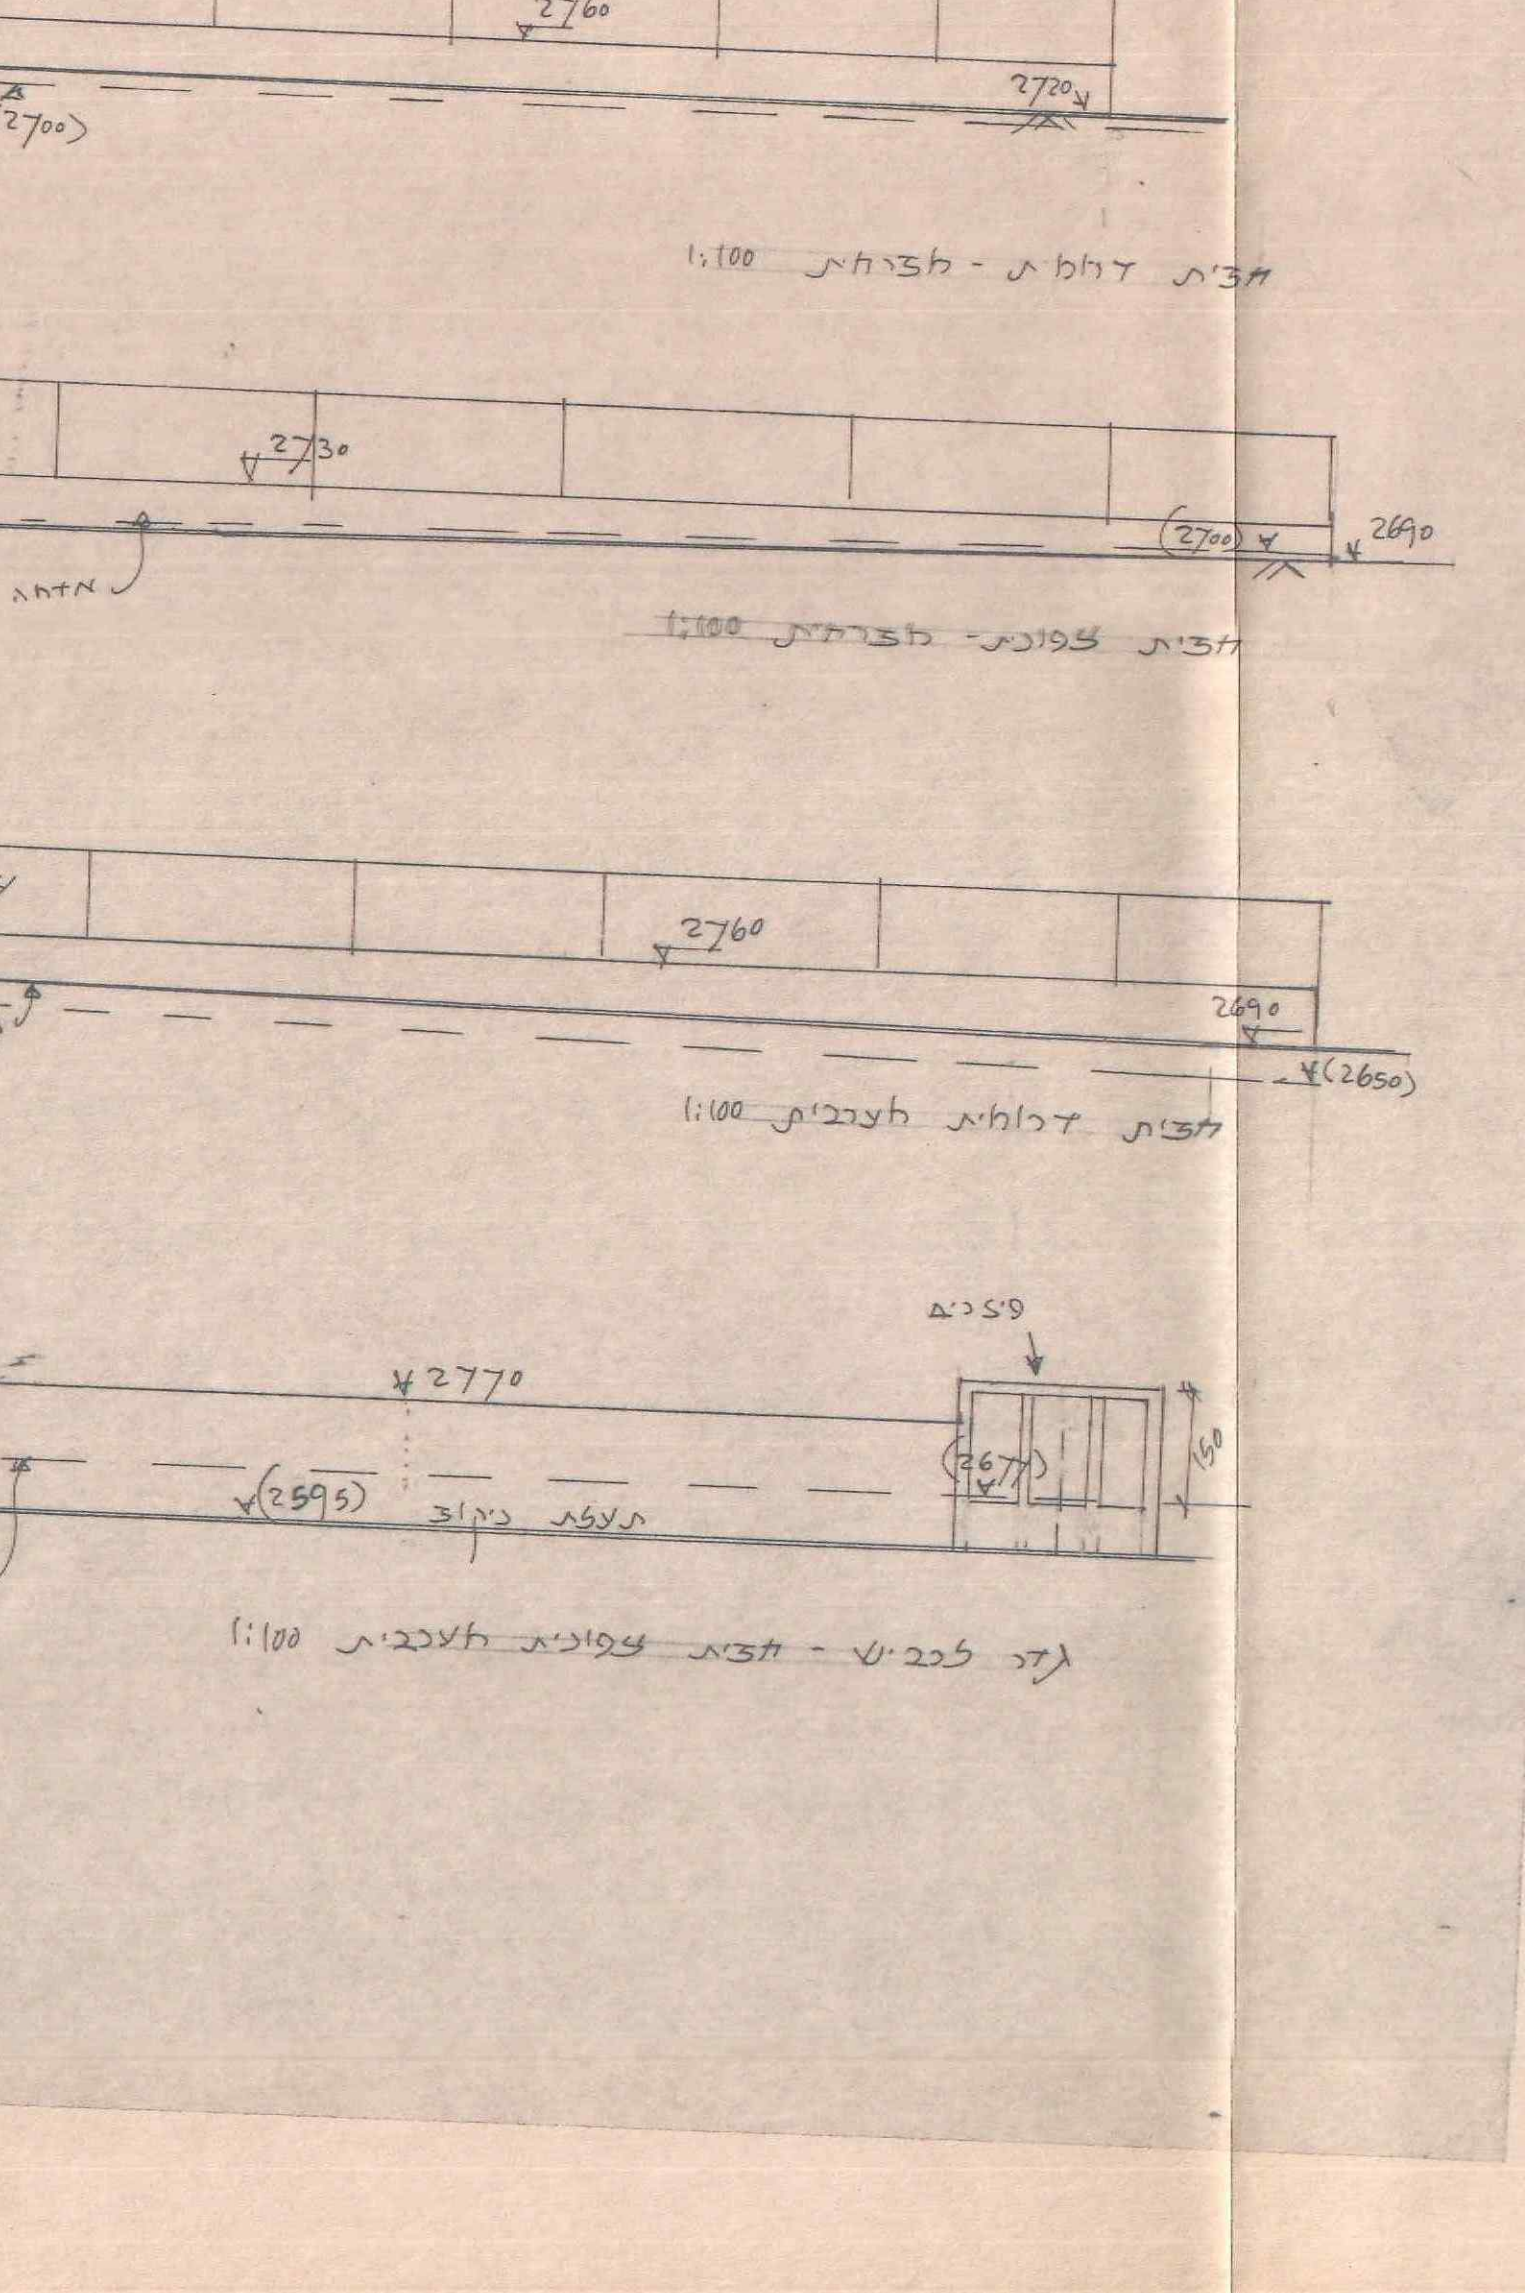 2760
2720
(2700)
חזית דרומית - מזרחית 1:100
2730
(2700)
2690
אדמה
חזית צפונית - מזרחית 1:100
2760
2690
(2650)
חזית דרומית מערבית 1:100
פילרים
2770
(2677)
150
(2595)
תעלת ניקוז
גדר לכביש - חזית צפונית מערבית 1:100